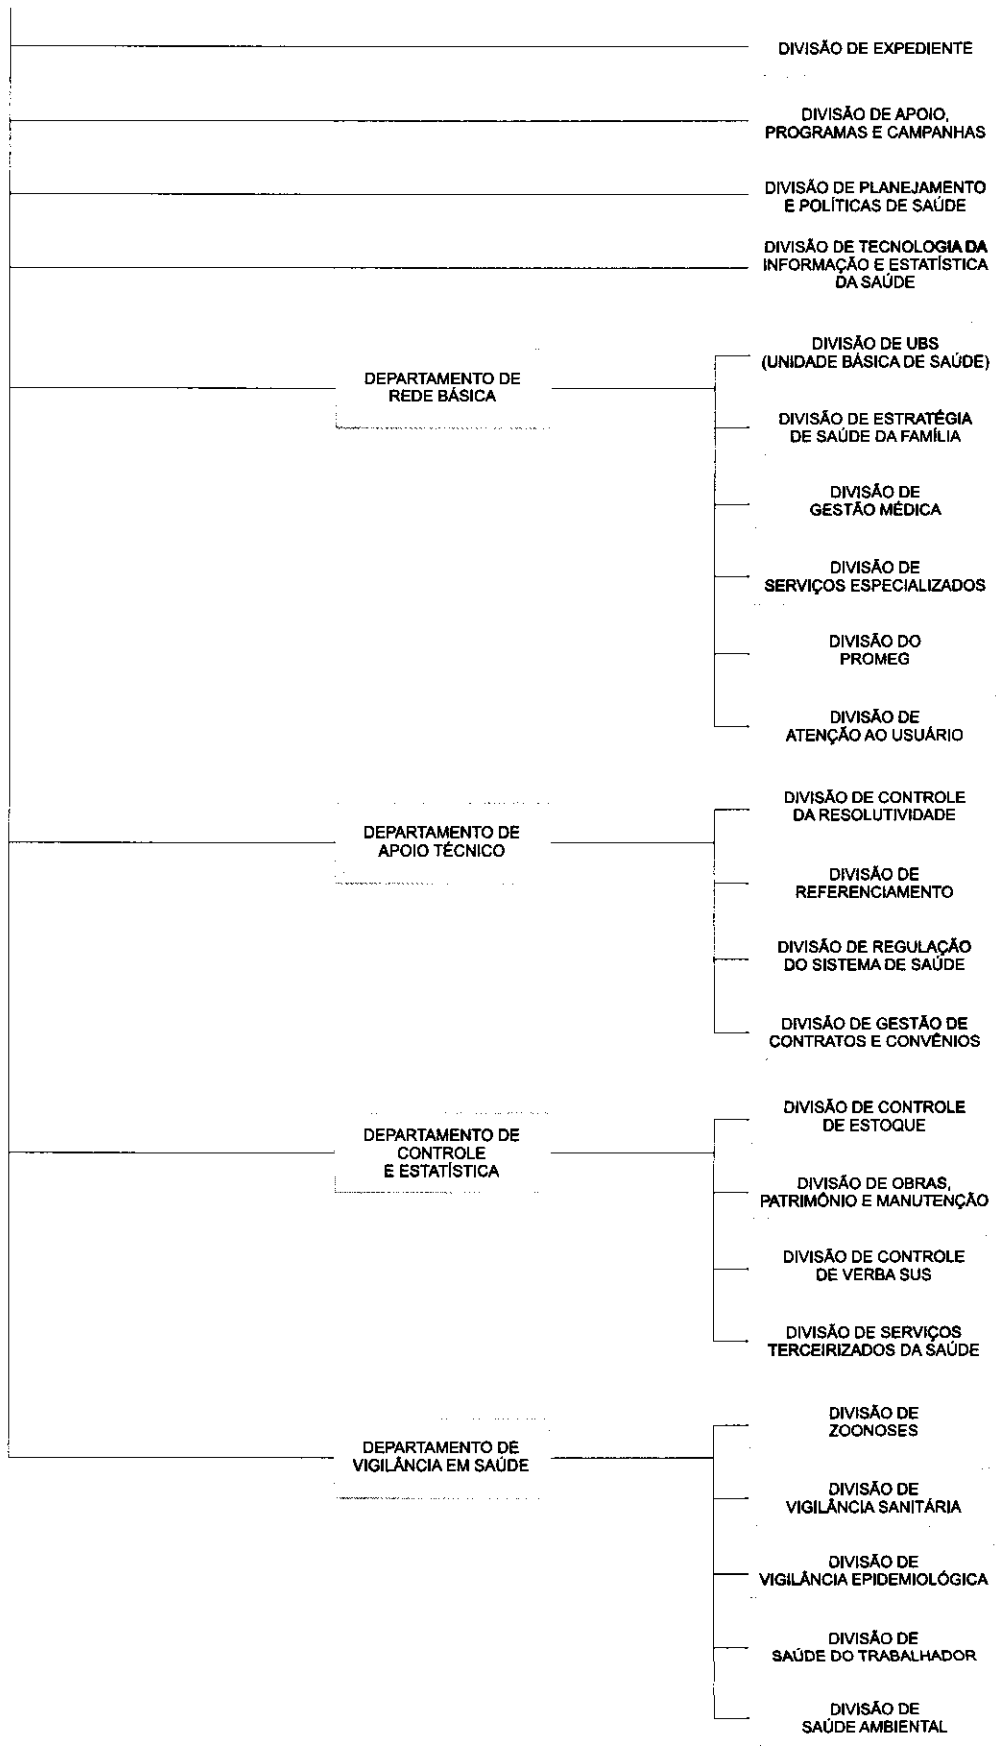 DIVISÃO DE EXPEDIENTE
DIVISÃO DE APOIO,
PROGRAMAS E CAMPANHAS
DIVISÃO DE PLANEJAMENTO
E POLÍTICAS DE SAÚDE
DIVISÃO DE TECNOLOGIA DA
INFORMAÇÃO E ESTATÍSTICA
DA SAÚDE
DEPARTAMENTO DE
REDE BÁSICA
DIVISÃO DE UBS
(UNIDADE BÁSICA DE SAÚDE)
DIVISÃO DE ESTRATÉGIA
DE SAÚDE DA FAMÍLIA
DIVISÃO DE
GESTÃO MÉDICA
DIVISÃO DE
SERVIÇOS ESPECIALIZADOS
DIVISÃO DO
PROMEG
DIVISÃO DE
ATENÇÃO AO USUÁRIO
DEPARTAMENTO DE
APOIO TÉCNICO
DIVISÃO DE CONTROLE
DA RESOLUTIVIDADE
DIVISÃO DE
REFERENCIAMENTO
DIVISÃO DE REGULAÇÃO
DO SISTEMA DE SAÚDE
DIVISÃO DE GESTÃO DE
CONTRATOS E CONVÊNIOS
DEPARTAMENTO DE
CONTROLE
E ESTATÍSTICA
DIVISÃO DE CONTROLE
DE ESTOQUE
DIVISÃO DE OBRAS,
PATRIMÔNIO E MANUTENÇÃO
DIVISÃO DE CONTROLE
DE VERBA SUS
DIVISÃO DE SERVIÇOS
TERCEIRIZADOS DA SAÚDE
DEPARTAMENTO DE
VIGILÂNCIA EM SAÚDE
DIVISÃO DE
ZOONOSES
DIVISÃO DE
VIGILÂNCIA SANITÁRIA
DIVISÃO DE
VIGILÂNCIA EPIDEMIOLÓGICA
DIVISÃO DE
SAÚDE DO TRABALHADOR
DIVISÃO DE
SAÚDE AMBIENTAL